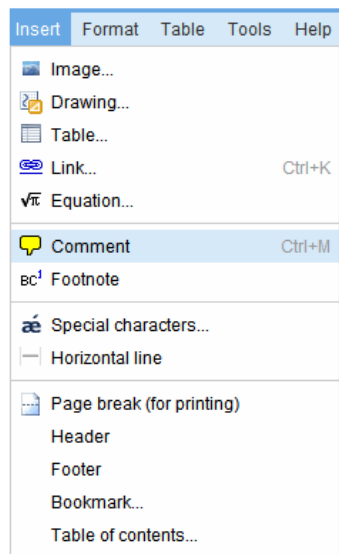 Insert Format Table Tools Help
Image...
Drawing...
Table...
Link... Ctrl+K
√π Equation...
Comment Ctrl+M
BC¹ Footnote
æ Special characters...
Horizontal line
Page break (for printing)
Header
Footer
Bookmark...
Table of contents...